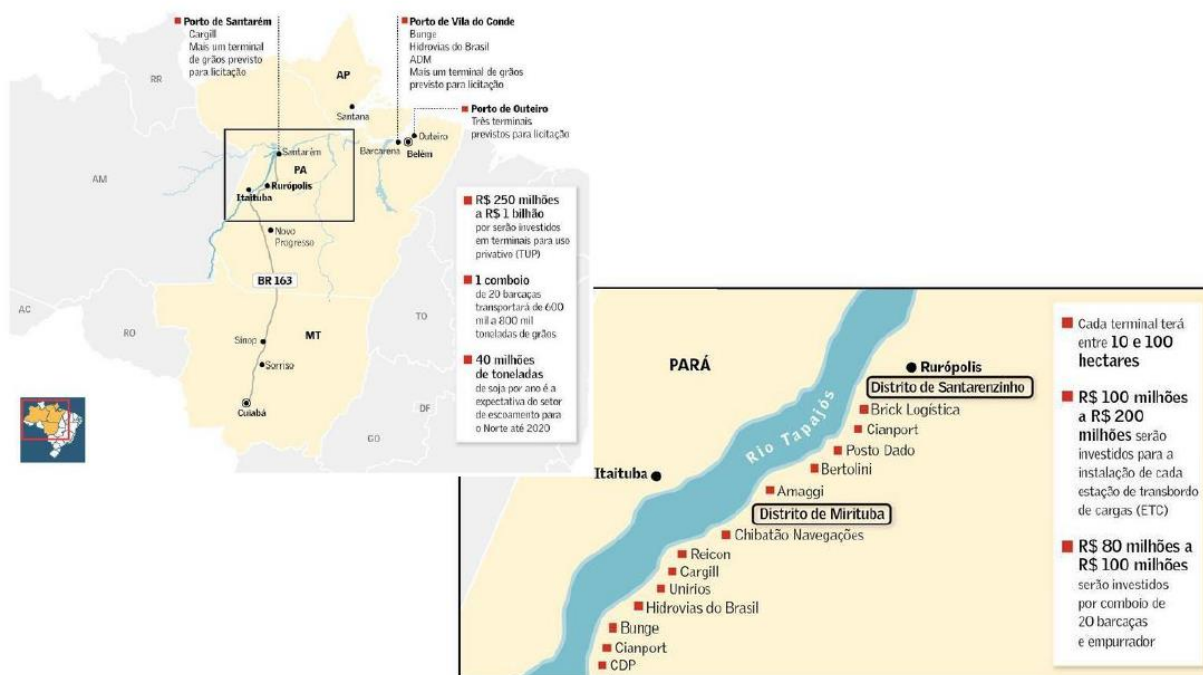 Porto de Santarém
Cargill
Mais um terminal
de grãos previsto
para licitação
Porto de Vila do Conde
Bunge
Hidrovias do Brasil
ADM
Mais um terminal de grãos
previsto para licitação
Porto de Outeiro
Três terminais
previstos para licitação
RR
AP
Santana
Outeiro
Barcarena
Belém
Santarém
PA
Rurópolis
Itaituba
AM
Novo
Progresso
BR 163
AC
RO
TO
MT
Sinop
Sorriso
Cuiabá
DF
GO
R$ 250 milhões
a R$ 1 bilhão
por serão investidos
em terminais para uso
privativo (TUP)
1 comboio
de 20 barcaças
transportará de 600
mil a 800 mil
toneladas de grãos
40 milhões
de toneladas
de soja por ano é a
expectativa do setor
de escoamento para
o Norte até 2020
PARÁ
Rio Tapajós
Itaituba
Rurópolis
Distrito de Santarenzinho
Brick Logística
Cianport
Posto Dado
Bertolini
Amaggi
Distrito de Mirituba
Chibatão Navegações
Reicon
Cargill
Unirios
Hidrovias do Brasil
Bunge
Cianport
CDP
Cada terminal terá
entre 10 e 100
hectares
R$ 100 milhões
a R$ 200
milhões serão
investidos para a
instalação de cada
estação de transbordo
de cargas (ETC)
R$ 80 milhões a
R$ 100 milhões
serão investidos
por comboio de
20 barcaças
e empurrador